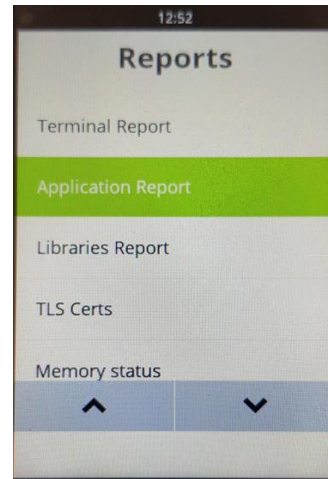 12:52
Reports
Terminal Report
Application Report
Libraries Report
TLS Certs
Memory status